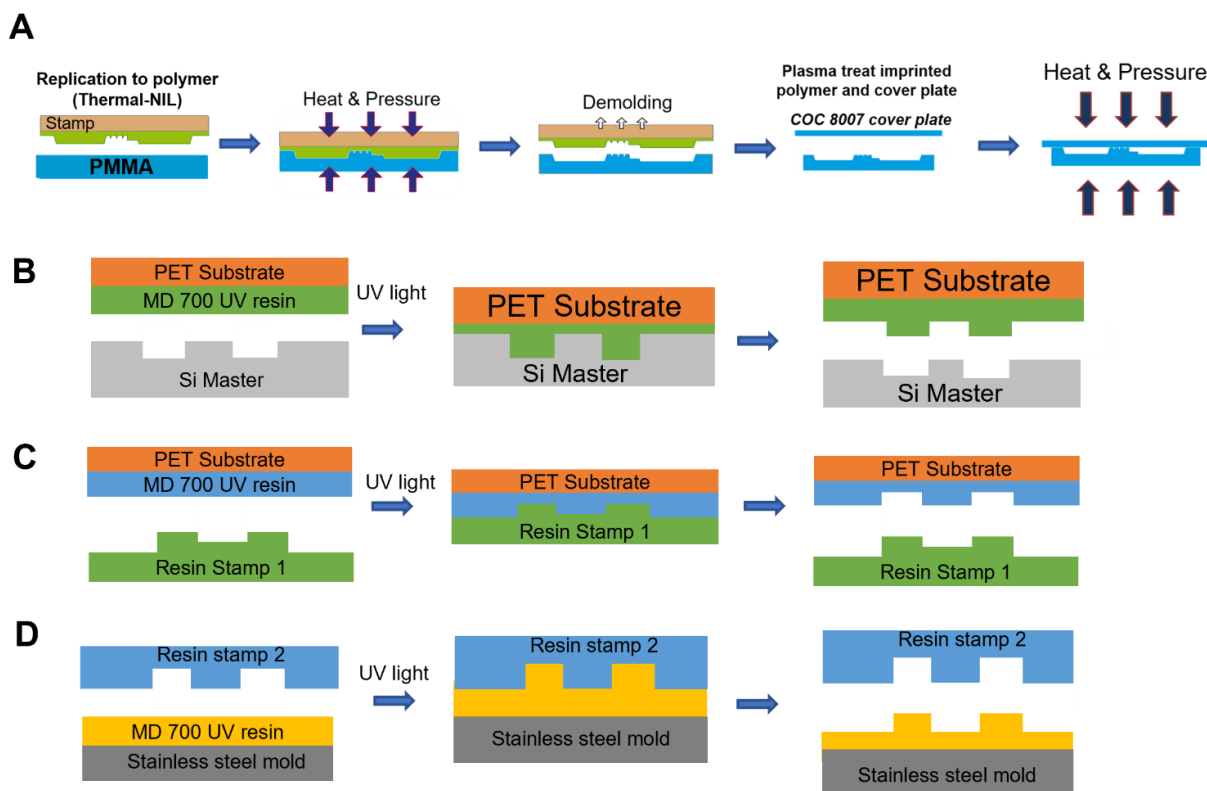 A
Replication to polymer
(Thermal-NIL)
Stamp
PMMA
Heat & Pressure
Demolding
Plasma treat imprinted
polymer and cover plate
COC 8007 cover plate
Heat & Pressure
B
PET Substrate
MD 700 UV resin
Si Master
UV light
PET Substrate
Si Master
PET Substrate
Si Master
C
PET Substrate
MD 700 UV resin
Resin Stamp 1
UV light
PET Substrate
Resin Stamp 1
PET Substrate
Resin Stamp 1
D
Resin stamp 2
MD 700 UV resin
Stainless steel mold
UV light
Resin stamp 2
Stainless steel mold
Resin stamp 2
Stainless steel mold